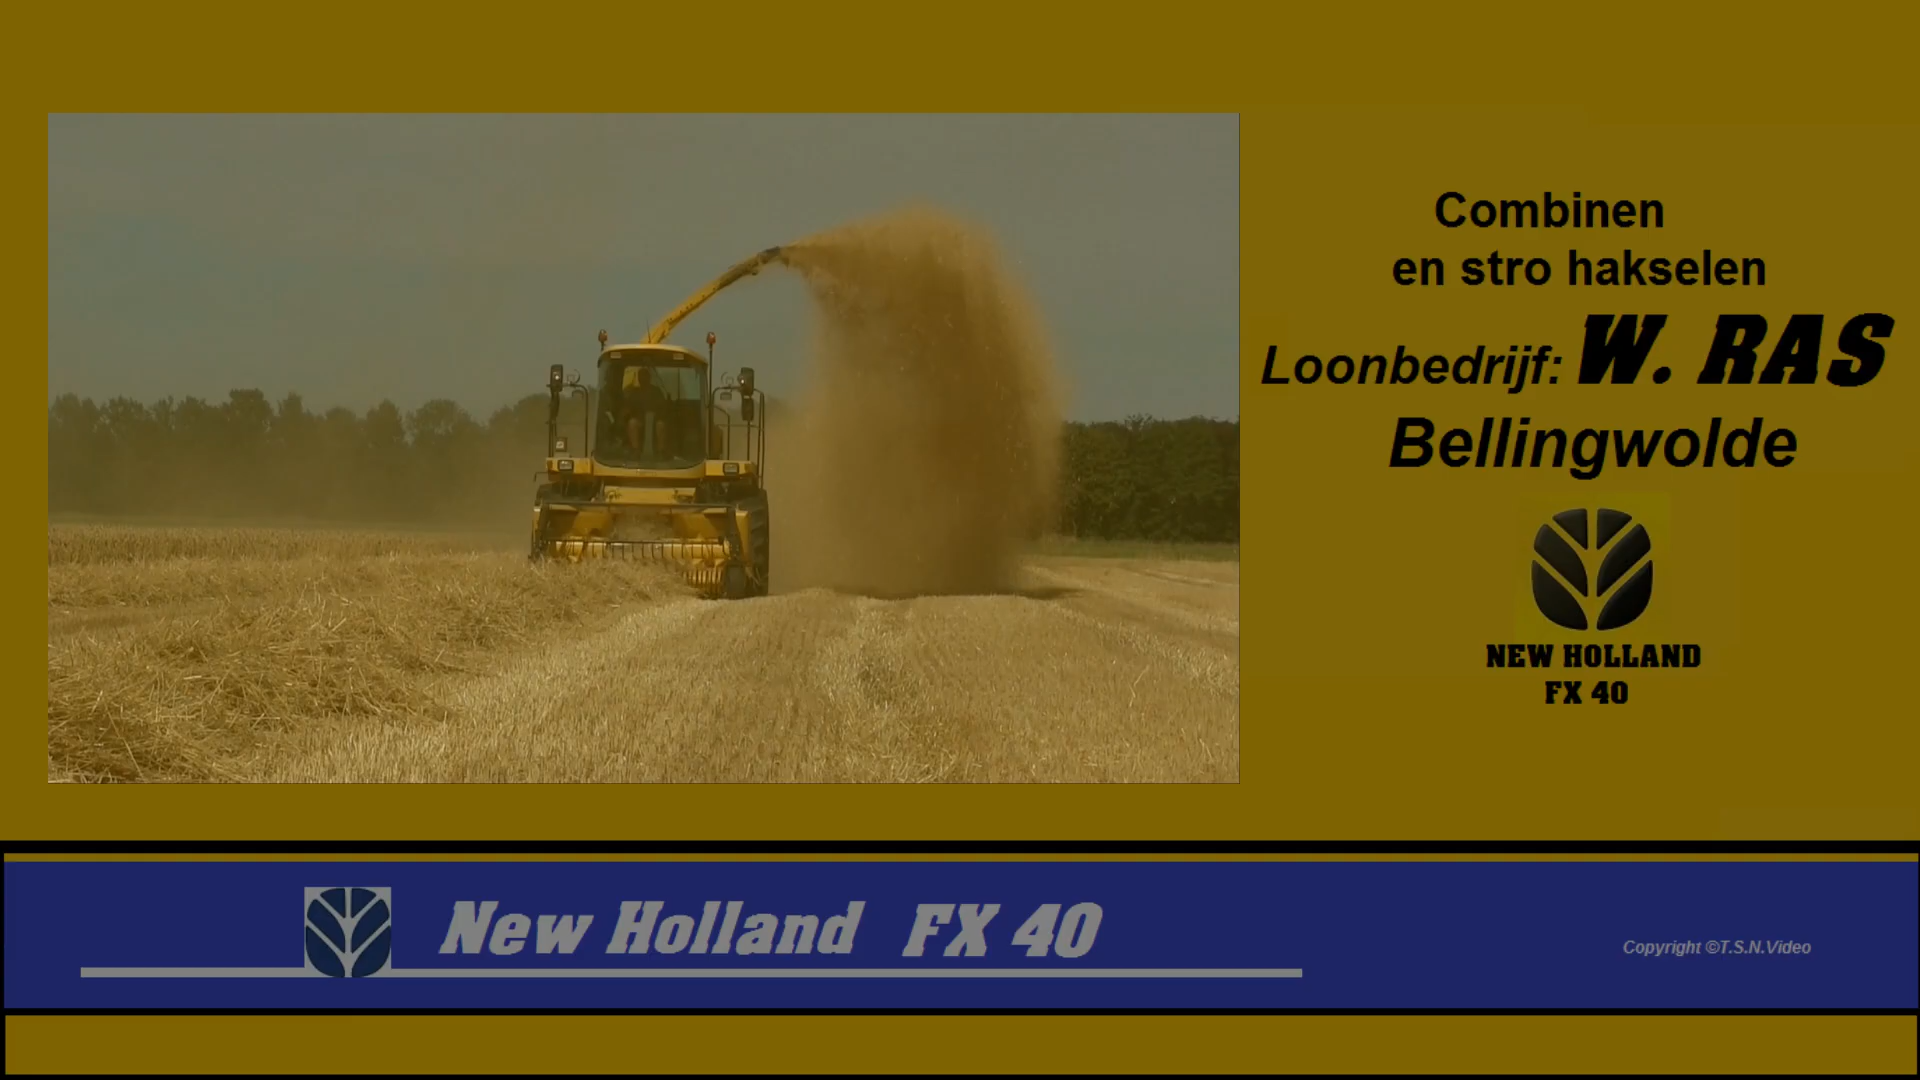 Combinen
en stro hakselen
Loonbedrijf: W. RAS
Bellingwolde
NEW HOLLAND
FX 40
New Holland FX 40
Copyright ©T.S.N.Video